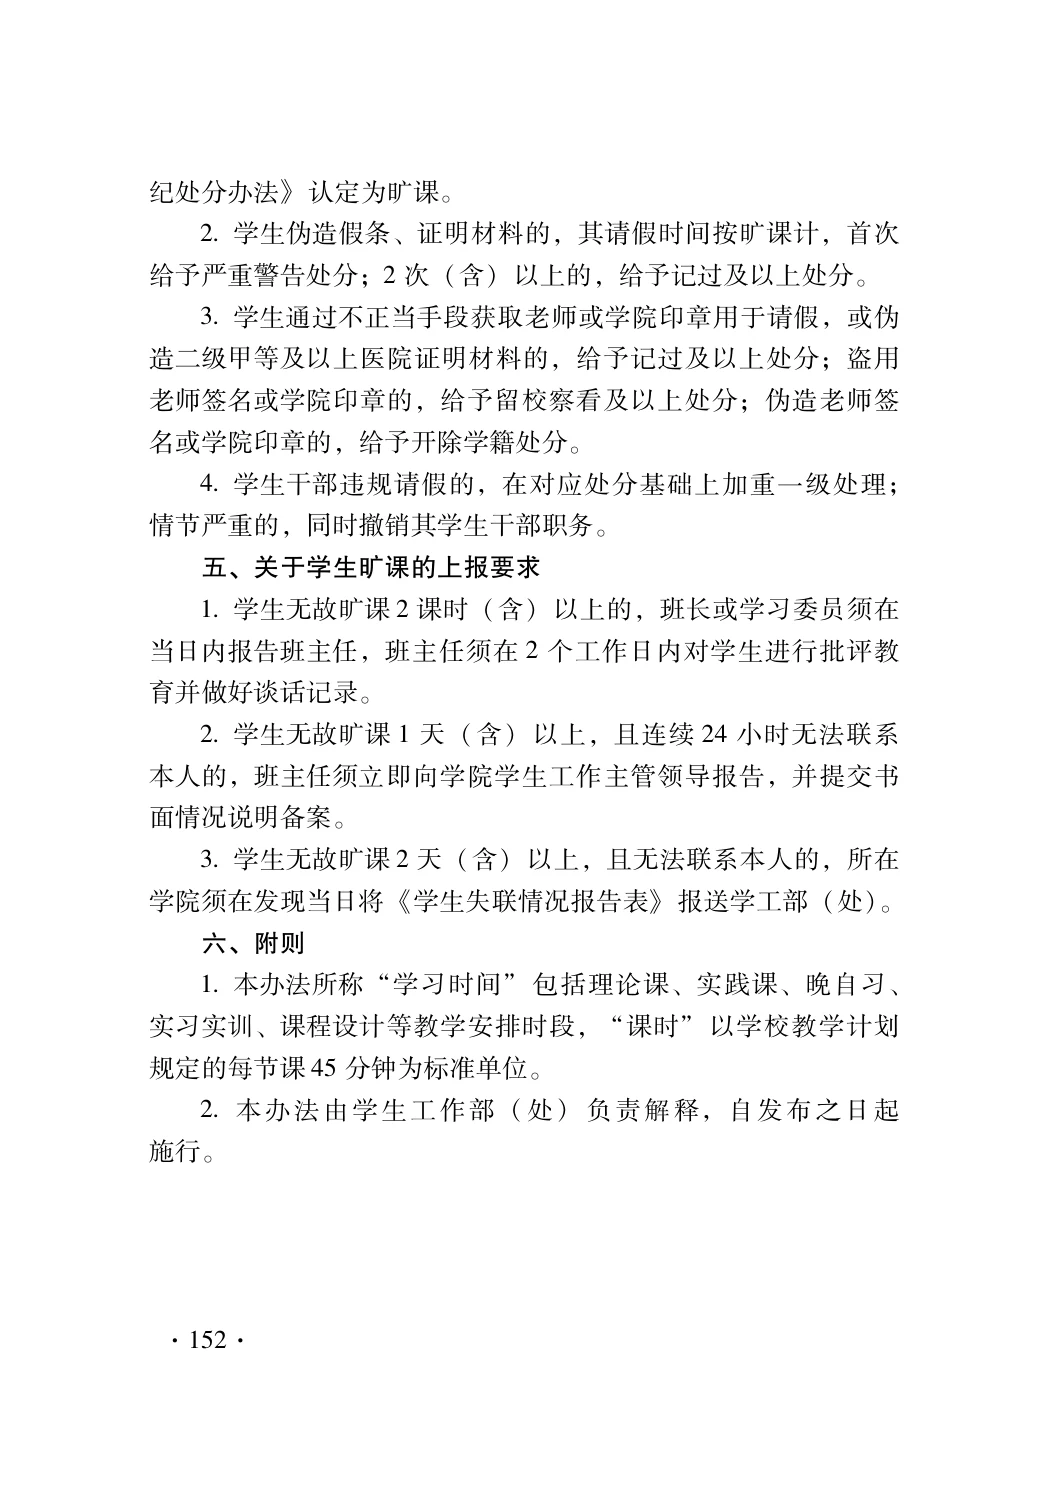 纪处分办法》认定为旷课。
2. 学生伪造假条、证明材料的，其请假时间按旷课计，首次
给予严重警告处分；2 次（含）以上的，给予记过及以上处分。
3. 学生通过不正当手段获取老师或学院印章用于请假，或伪
造二级甲等及以上医院证明材料的，给予记过及以上处分；盗用
老师签名或学院印章的，给予留校察看及以上处分；伪造老师签
名或学院印章的，给予开除学籍处分。
4. 学生干部违规请假的，在对应处分基础上加重一级处理；
情节严重的，同时撤销其学生干部职务。
五、关于学生旷课的上报要求
1. 学生无故旷课 2 课时（含）以上的，班长或学习委员须在
当日内报告班主任，班主任须在 2 个工作日内对学生进行批评教
育并做好谈话记录。
2. 学生无故旷课 1 天（含）以上，且连续 24 小时无法联系
本人的，班主任须立即向学院学生工作主管领导报告，并提交书
面情况说明备案。
3. 学生无故旷课 2 天（含）以上，且无法联系本人的，所在
学院须在发现当日将《学生失联情况报告表》报送学工部（处）。
六、附则
1. 本办法所称“学习时间”包括理论课、实践课、晚自习、
实习实训、课程设计等教学安排时段，“课时”以学校教学计划
规定的每节课 45 分钟为标准单位。
2. 本办法由学生工作部（处）负责解释，自发布之日起
施行。
· 152 ·